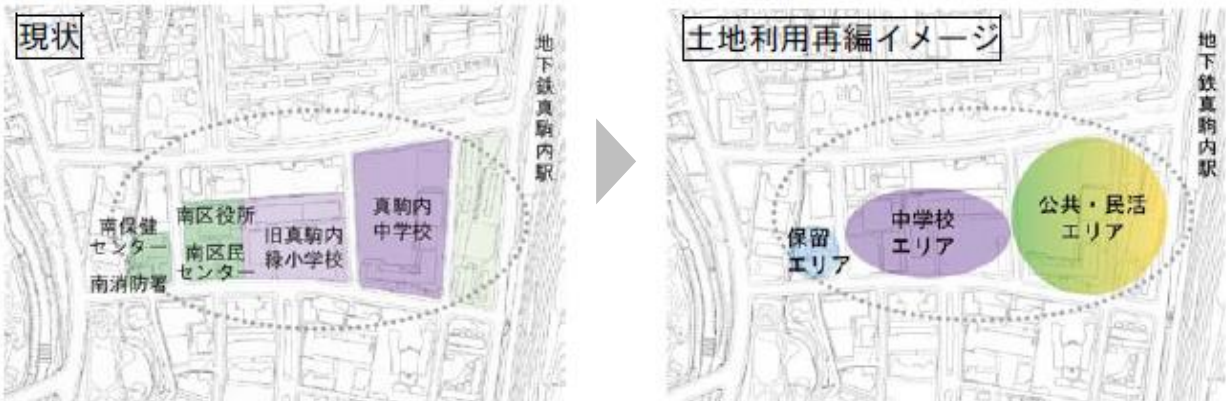 現状
地下鉄真駒内駅
南保健
センター
南消防署
南区役所
南区民
センター
旧真駒内
緑小学校
真駒内
中学校
土地利用再編イメージ
地下鉄真駒内駅
保留
エリア
中学校
エリア
公共・民活
エリア